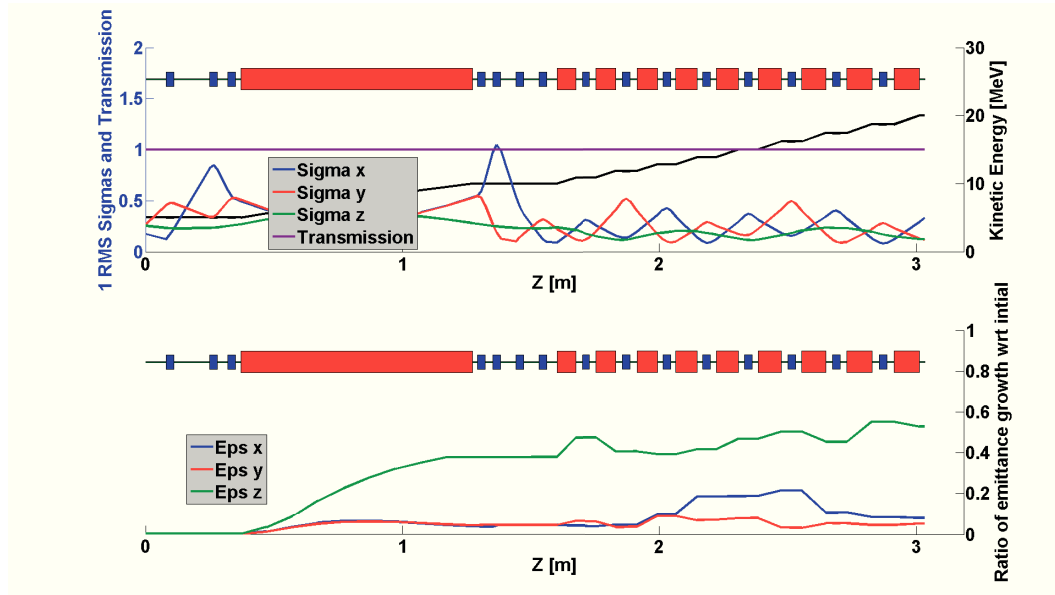 1 RMS Sigmas and Transmission
2
1.5
1
0.5
0
30
20
10
0
Kinetic Energy [MeV]
Sigma x
Sigma y
Sigma z
Transmission
0 1 2 3
Z [m]
Ratio of emittance growth wrt intial
1
0.8
0.6
0.4
0.2
0
Eps x
Eps y
Eps z
0 1 2 3
Z [m]